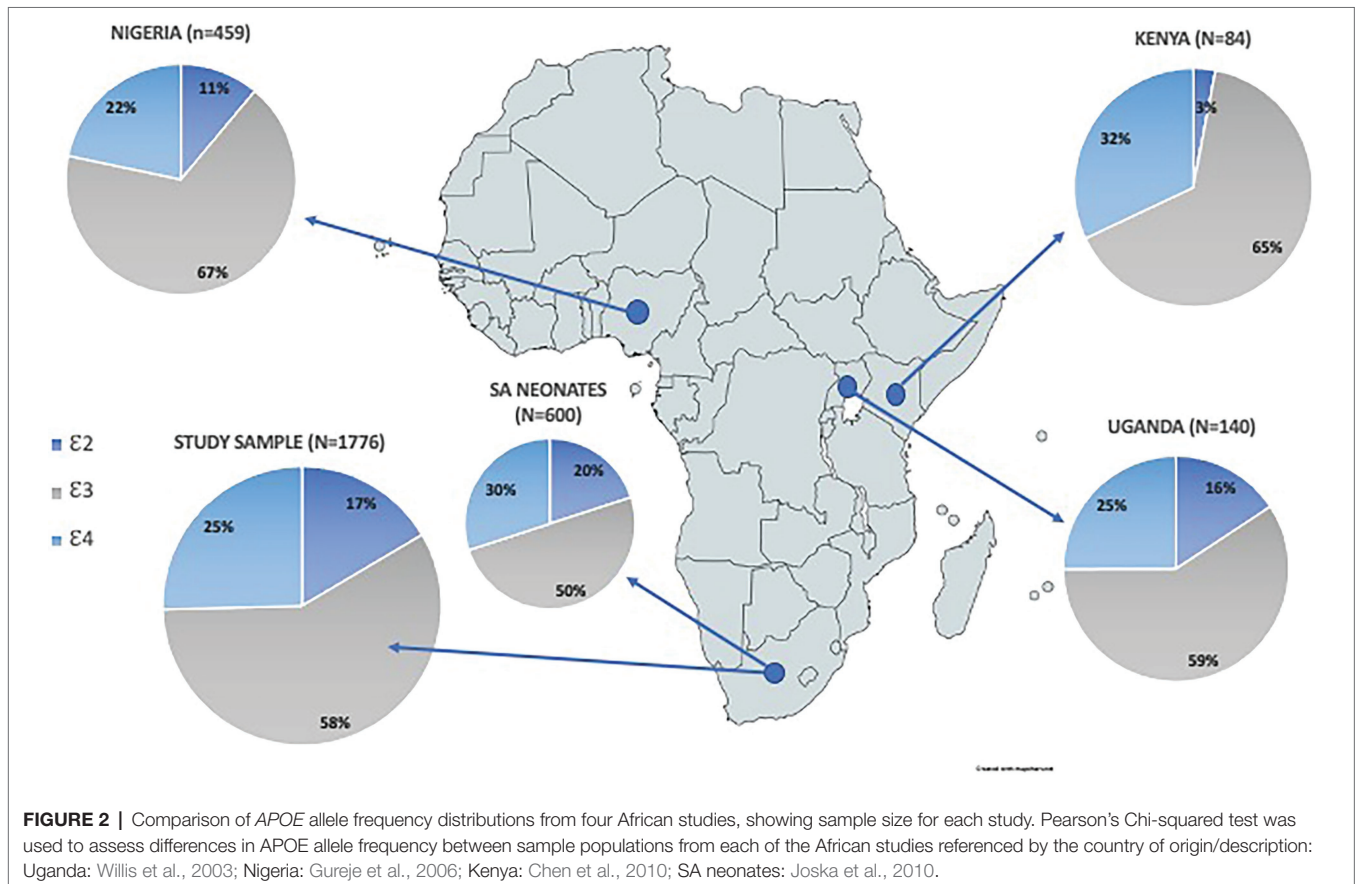 NIGERIA (n=459)
11%
22%
67%
KENYA (N=84)
3%
32%
65%
SA NEONATES
(N=600)
20%
30%
50%
Ɛ2
Ɛ3
Ɛ4
STUDY SAMPLE (N=1776)
17%
25%
58%
UGANDA (N=140)
16%
25%
59%
Created with mapchart.net
FIGURE 2 | Comparison of APOE allele frequency distributions from four African studies, showing sample size for each study. Pearson’s Chi-squared test was
used to assess differences in APOE allele frequency between sample populations from each of the African studies referenced by the country of origin/description:
Uganda: Willis et al., 2003; Nigeria: Gureje et al., 2006; Kenya: Chen et al., 2010; SA neonates: Joska et al., 2010.